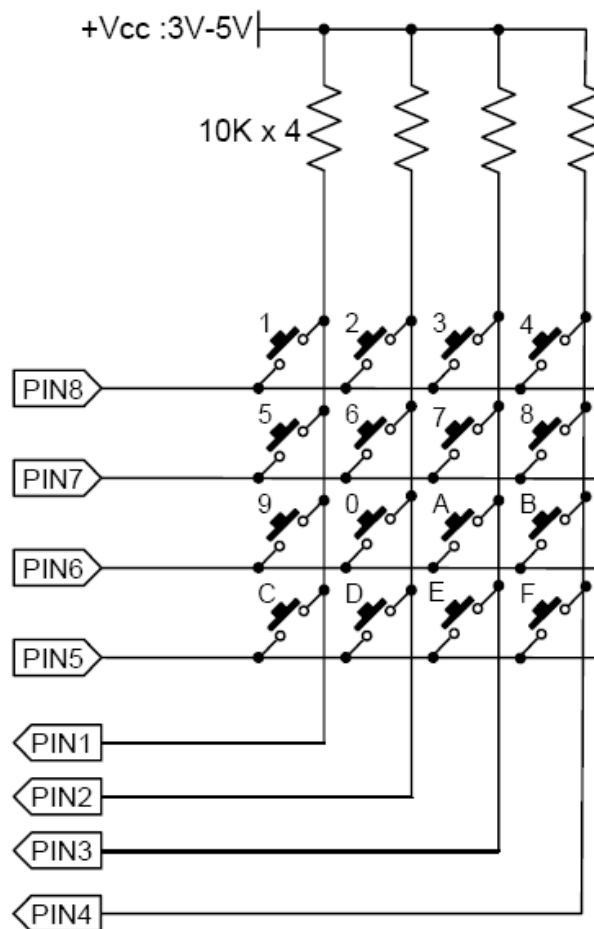 +Vcc :3V-5V
10K x 4
1 2 3 4
PIN8
5 6 7 8
PIN7
9 0 A B
PIN6
C D E F
PIN5
PIN1
PIN2
PIN3
PIN4